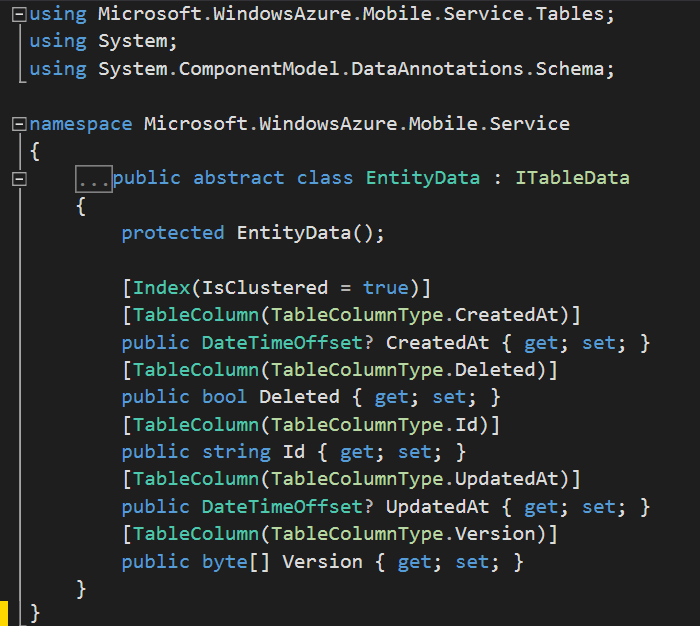 using Microsoft.WindowsAzure.Mobile.Service.Tables;
using System;
using System.ComponentModel.DataAnnotations.Schema;
namespace Microsoft.WindowsAzure.Mobile.Service
{
...public abstract class EntityData : ITableData
{
protected EntityData();
[Index(IsClustered = true)]
[TableColumn(TableColumnType.CreatedAt)]
public DateTimeOffset? CreatedAt { get; set; }
[TableColumn(TableColumnType.Deleted)]
public bool Deleted { get; set; }
[TableColumn(TableColumnType.Id)]
public string Id { get; set; }
[TableColumn(TableColumnType.UpdatedAt)]
public DateTimeOffset? UpdatedAt { get; set; }
[TableColumn(TableColumnType.Version)]
public byte[] Version { get; set; }
}
}